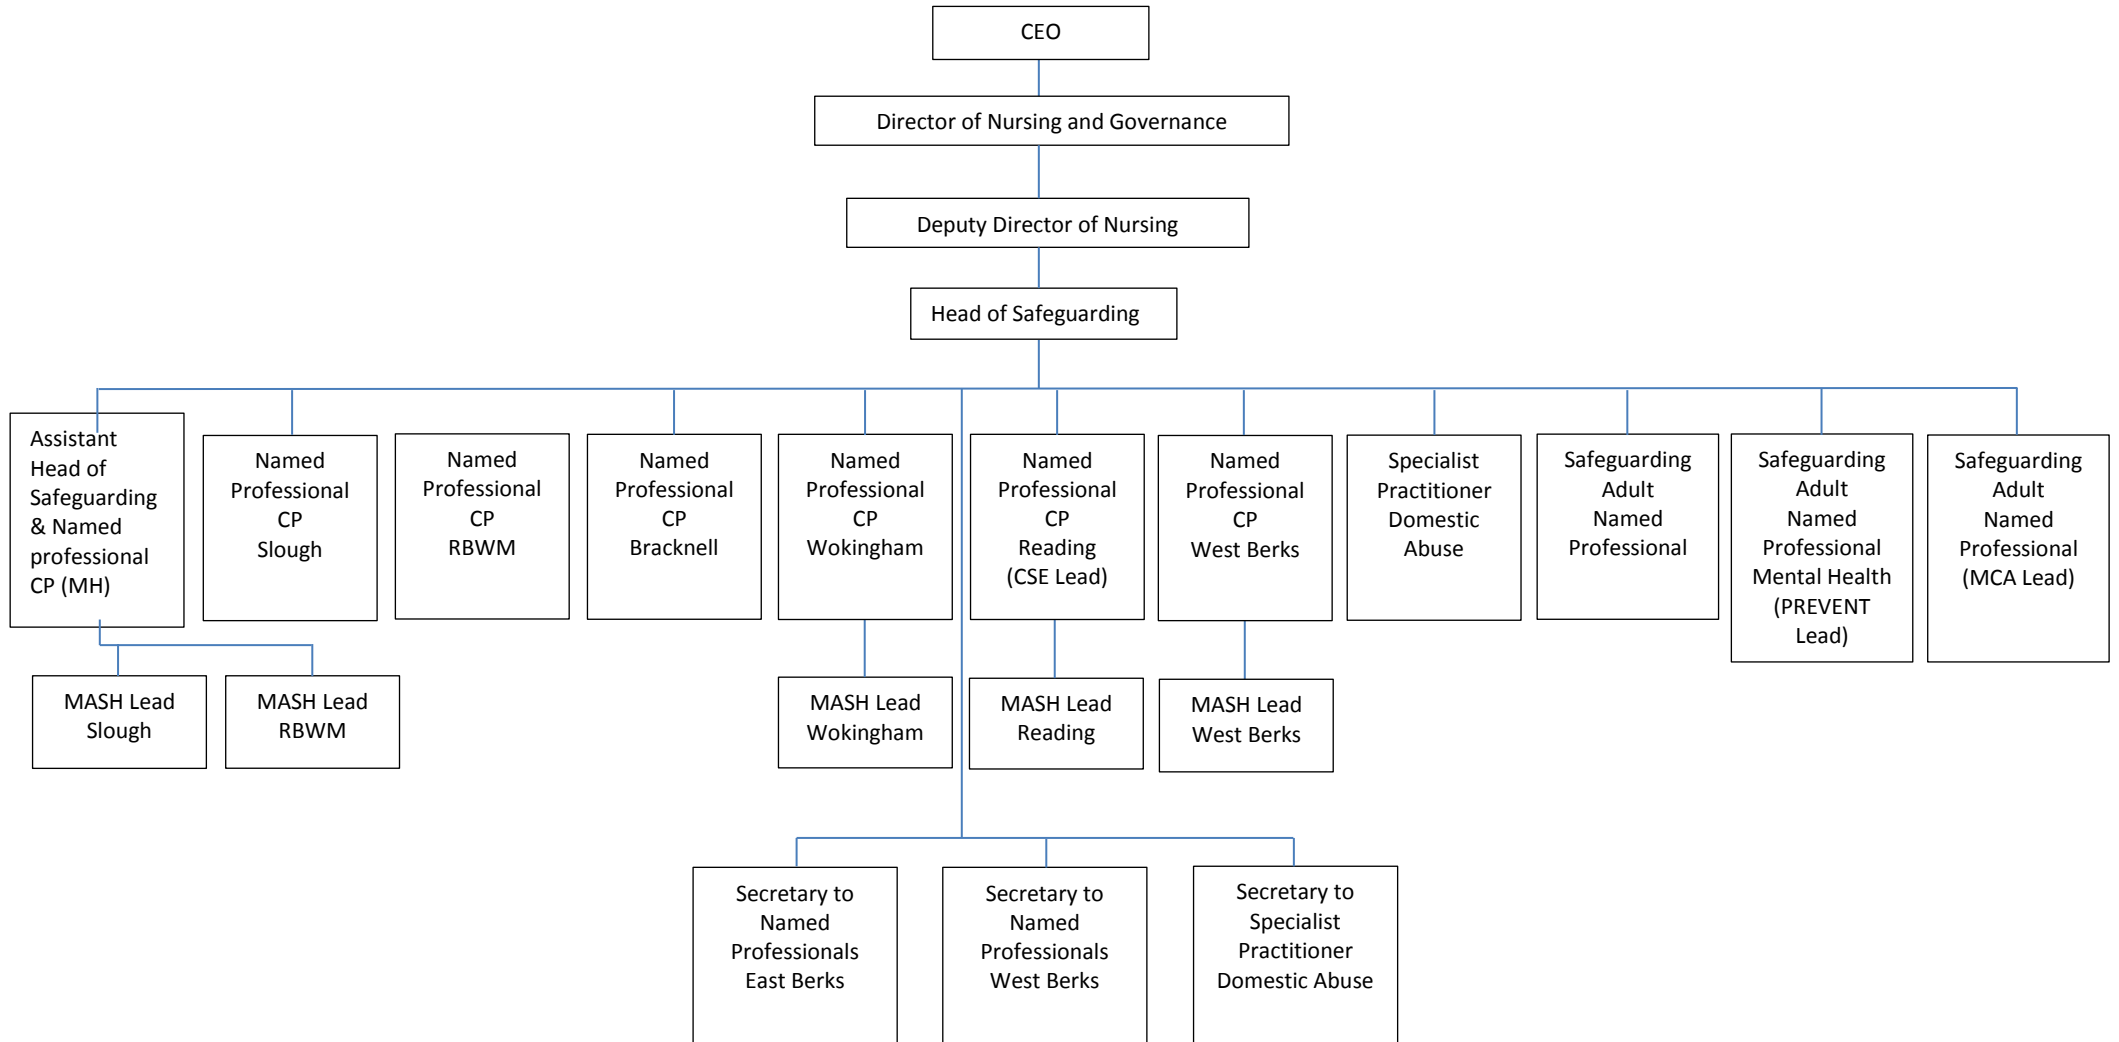 CEO
Director of Nursing and Governance
Deputy Director of Nursing
Head of Safeguarding
Assistant
Head of
Safeguarding
& Named
professional
CP (MH)
Named
Professional
CP
Slough
Named
Professional
CP
RBWM
Named
Professional
CP
Bracknell
Named
Professional
CP
Wokingham
Named
Professional
CP
Reading
(CSE Lead)
Named
Professional
CP
West Berks
Specialist
Practitioner
Domestic
Abuse
Safeguarding
Adult
Named
Professional
Safeguarding
Adult
Named
Professional
Mental Health
(PREVENT
Lead)
Safeguarding
Adult
Named
Professional
(MCA Lead)
MASH Lead
Slough
MASH Lead
RBWM
MASH Lead
Wokingham
MASH Lead
Reading
MASH Lead
West Berks
Secretary to
Named
Professionals
East Berks
Secretary to
Named
Professionals
West Berks
Secretary to
Specialist
Practitioner
Domestic Abuse